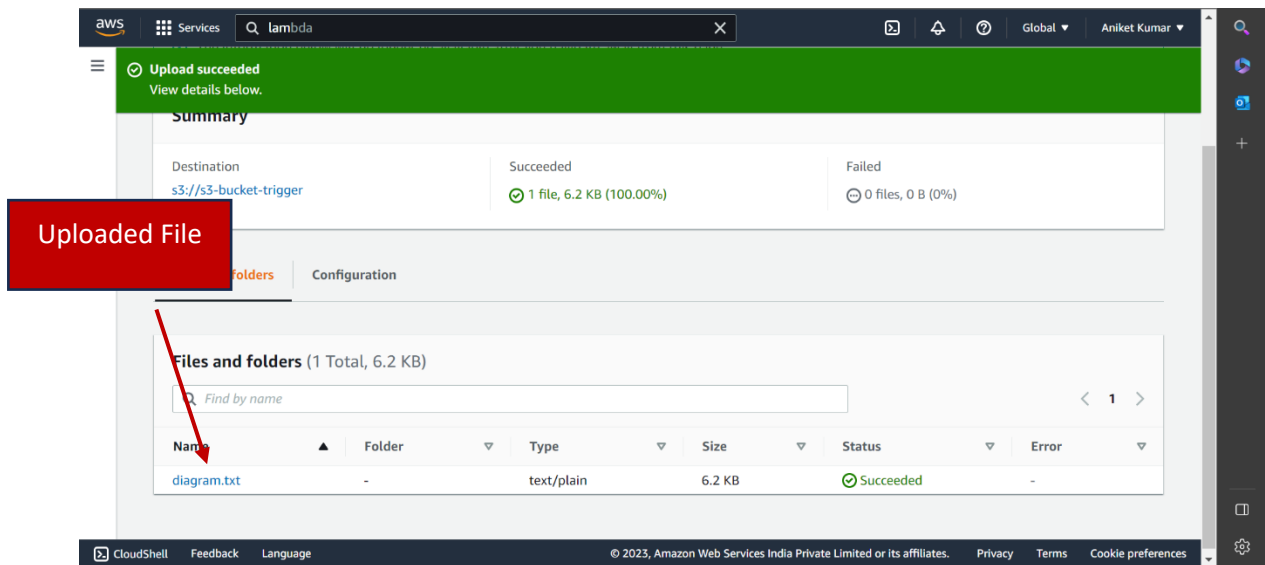 aws Services lambda Global ▼ Aniket Kumar ▼
Upload succeeded
View details below.
Summary
Destination Succeeded Failed
s3://s3-bucket-trigger 1 file, 6.2 KB (100.00%) 0 files, 0 B (0%)
Uploaded File
folders Configuration
Files and folders (1 Total, 6.2 KB)
Find by name < 1 >
Name Folder Type Size Status Error
diagram.txt - text/plain 6.2 KB Succeeded -
CloudShell Feedback Language © 2023, Amazon Web Services India Private Limited or its affiliates. Privacy Terms Cookie preferences